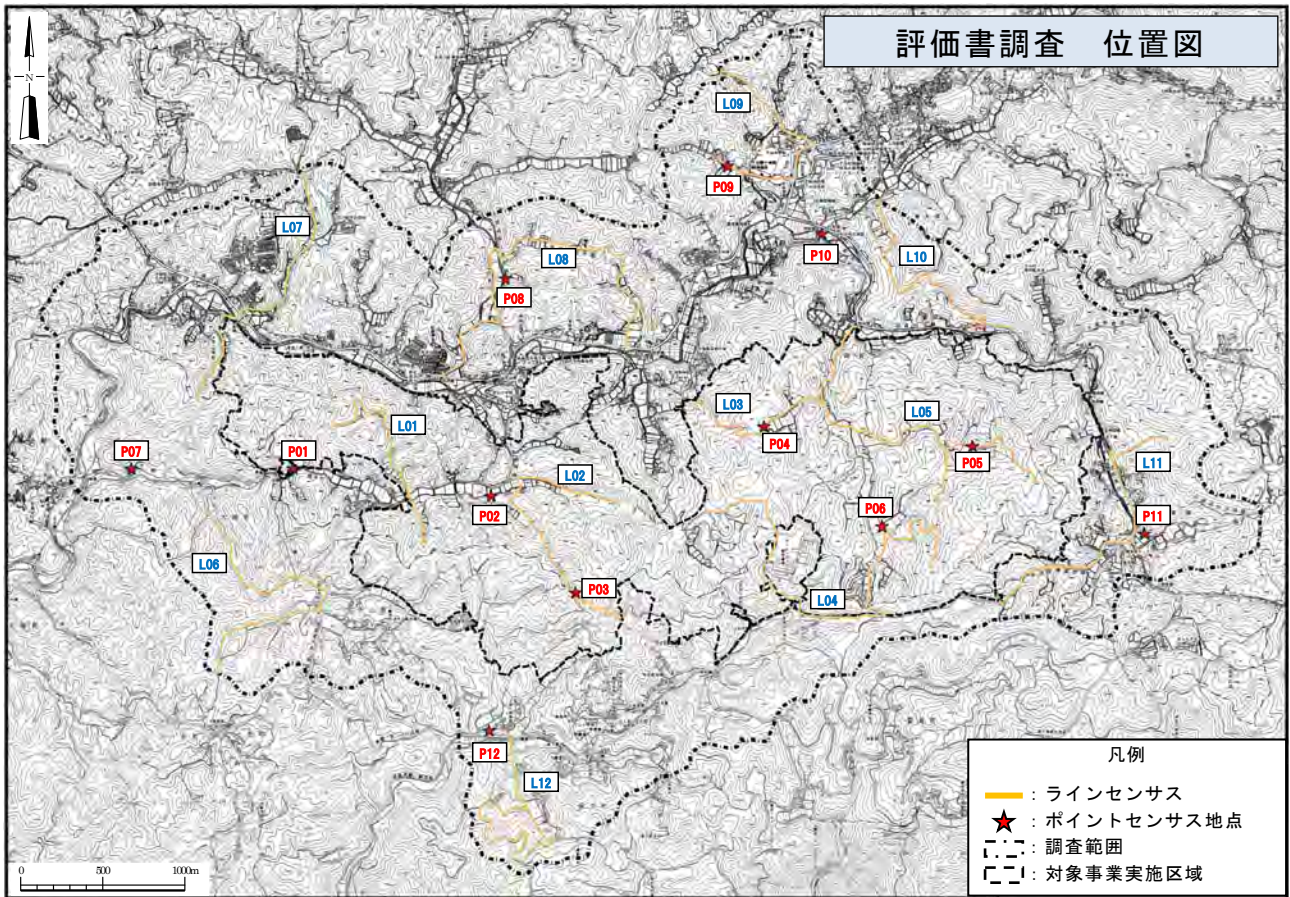 評価書調査 位置図
N
L09
P09
L07
P10
L08
L10
P08
L03
L01
P04
L05
P07
P01
P05
L11
L02
P02
P06
P11
L06
P03
L04
P12
L12
凡例
：ラインセンサス
：ポイントセンサス地点
：調査範囲
：対象事業実施区域
0 500 1000m